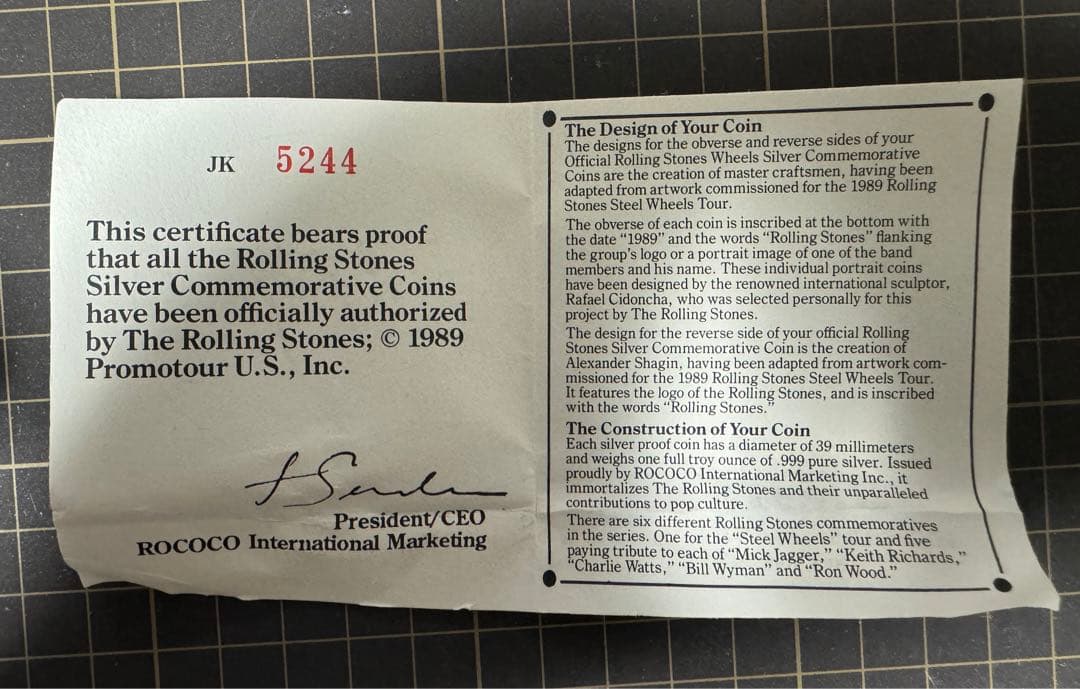 JK 5244
This certificate bears proof
that all the Rolling Stones
Silver Commemorative Coins
have been officially authorized
by The Rolling Stones; © 1989
Promotour U.S., Inc.
President/CEO
ROCOCO International Marketing
The Design of Your Coin
The designs for the obverse and reverse sides of your
Official Rolling Stones Wheels Silver Commemorative
Coins are the creation of master craftsmen, having been
adapted from artwork commissioned for the 1989 Rolling
Stones Steel Wheels Tour.
The obverse of each coin is inscribed at the bottom with
the date “1989” and the words “Rolling Stones” flanking
the group's logo or a portrait image of one of the band
members and his name. These individual portrait coins
have been designed by the renowned international sculptor,
Rafael Cidoncha, who was selected personally for this
project by The Rolling Stones.
The design for the reverse side of your official Rolling
Stones Silver Commemorative Coin is the creation of
Alexander Shagin, having been adapted from artwork com-
missioned for the 1989 Rolling Stones Steel Wheels Tour.
It features the logo of the Rolling Stones, and is inscribed
with the words “Rolling Stones.”
The Construction of Your Coin
Each silver proof coin has a diameter of 39 millimeters
and weighs one full troy ounce of .999 pure silver. Issued
proudly by ROCOCO International Marketing Inc., it
immortalizes The Rolling Stones and their unparalleled
contributions to pop culture.
There are six different Rolling Stones commemoratives
in the series. One for the “Steel Wheels” tour and five
paying tribute to each of “Mick Jagger,” “Keith Richards,”
“Charlie Watts,” “Bill Wyman” and “Ron Wood.”